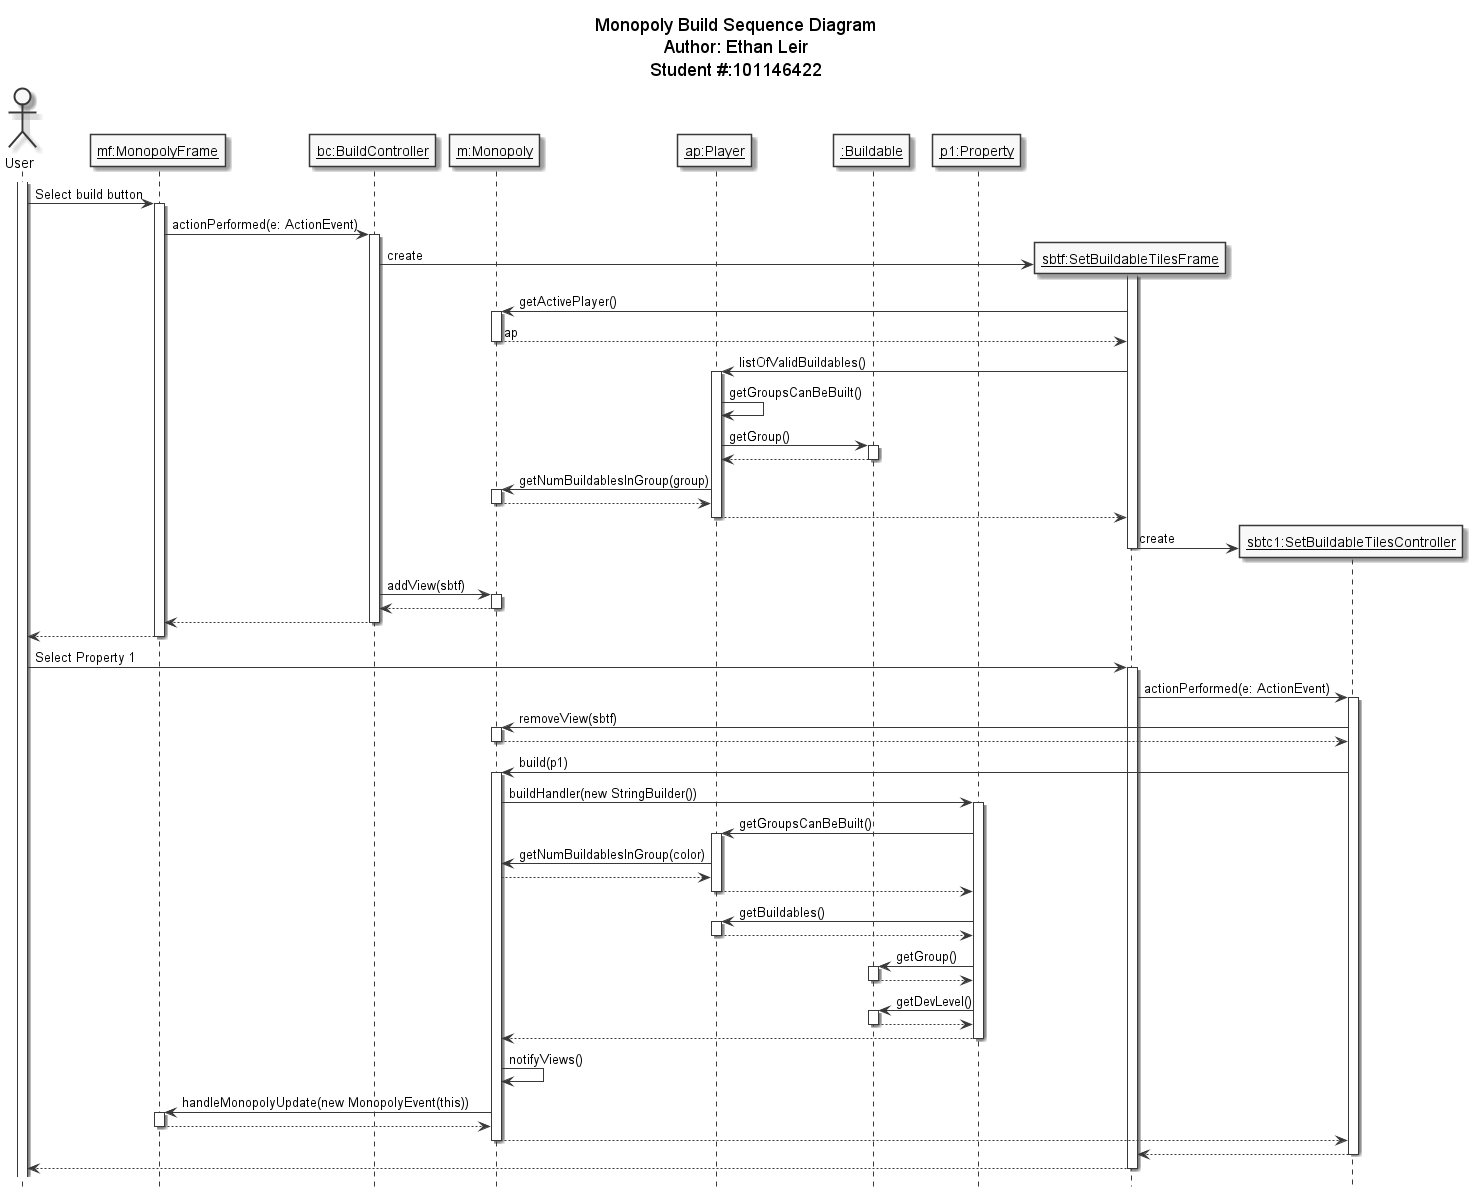 Monopoly Build Sequence Diagram
Author: Ethan Leir
Student #:101146422
User
mf:MonopolyFrame
bc:BuildController
m:Monopoly
ap:Player
:Buildable
p1:Property
Select build button
actionPerformed(e: ActionEvent)
create
sbtf:SetBuildableTilesFrame
getActivePlayer()
ap
listOfValidBuildables()
getGroupsCanBeBuilt()
getGroup()
getNumBuildablesInGroup(group)
create
sbtc1:SetBuildableTilesController
addView(sbtf)
Select Property 1
actionPerformed(e: ActionEvent)
removeView(sbtf)
build(p1)
buildHandler(new StringBuilder())
getGroupsCanBeBuilt()
getNumBuildablesInGroup(color)
getBuildables()
getGroup()
getDevLevel()
notifyViews()
handleMonopolyUpdate(new MonopolyEvent(this))